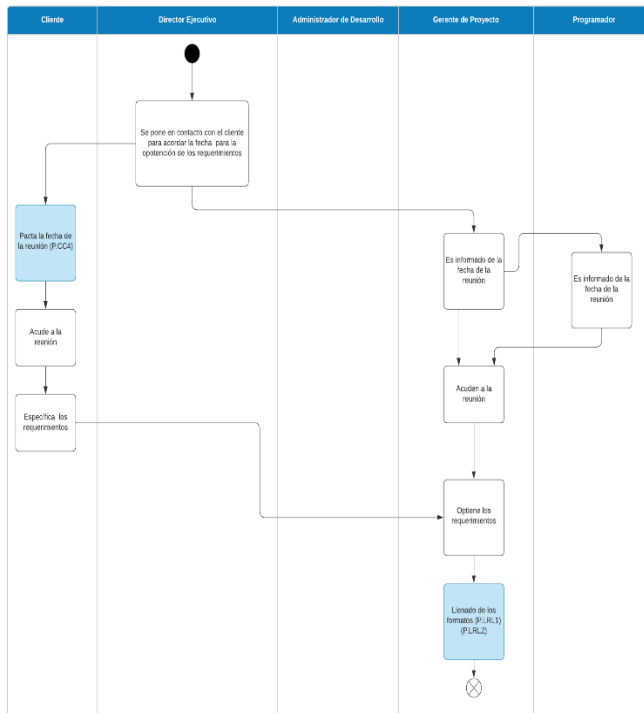 Cliente
Director Ejecutivo
Administrador de Desarrollo
Gerente de Proyecto
Programador
Se pone en contacto con el cliente
para acordar la fecha para la
opotención de los requerimientos
Pacta la fecha de
la reunión (P.CC4)
Es informado de la
fecha de la
reunión
Es informado de la
fecha de la
reunión
Acude a la
reunión
Acuden a la
reunión
Específica los
requerimientos
Optiene los
requerimientos
Llenado de los
formatos (P.LRL1)
(P.LRL2)